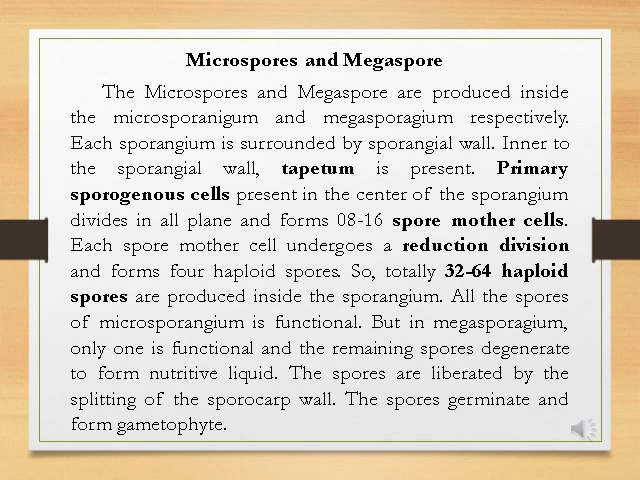 Microspores and Megaspore
The Microspores and Megaspore are produced inside
the microsporanigum and megasporagium respectively.
Each sporangium is surrounded by sporangial wall. Inner to
the sporangial wall, tapetum is present. Primary
sporogenous cells present in the center of the sporangium
divides in all plane and forms 08-16 spore mother cells.
Each spore mother cell undergoes a reduction division
and forms four haploid spores. So, totally 32-64 haploid
spores are produced inside the sporangium. All the spores
of microsporangium is functional. But in megasporagium,
only one is functional and the remaining spores degenerate
to form nutritive liquid. The spores are liberated by the
splitting of the sporocarp wall. The spores germinate and
form gametophyte.